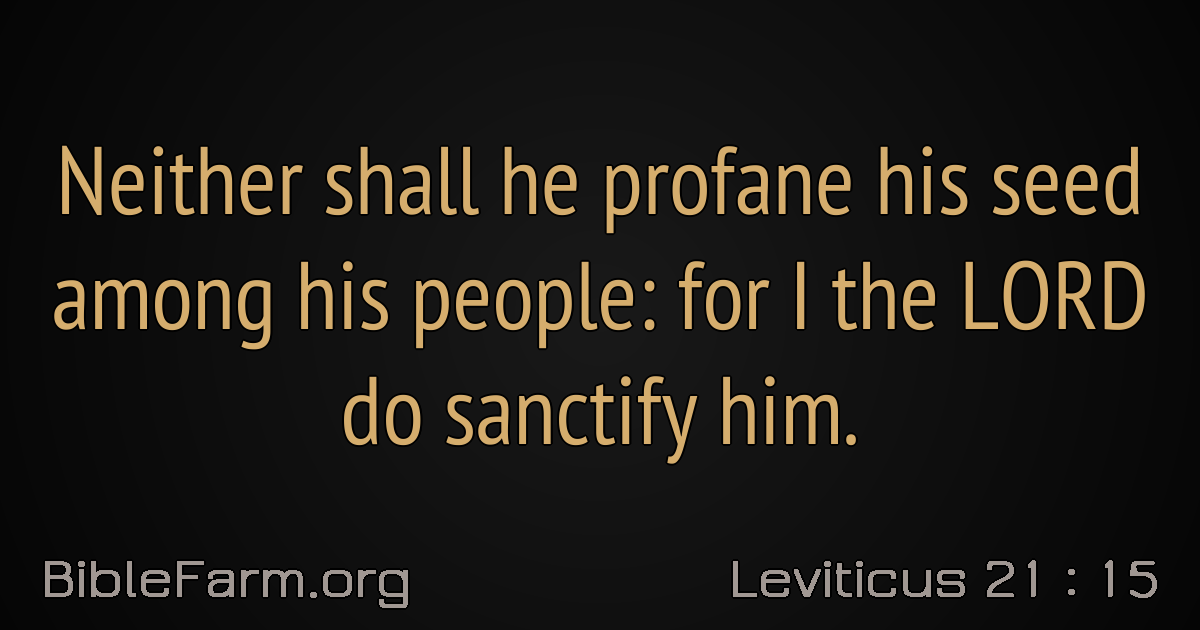 Neither shall he profane his seed
among his people: for I the LORD
do sanctify him.
BibleFarm.org
Leviticus 21 : 15